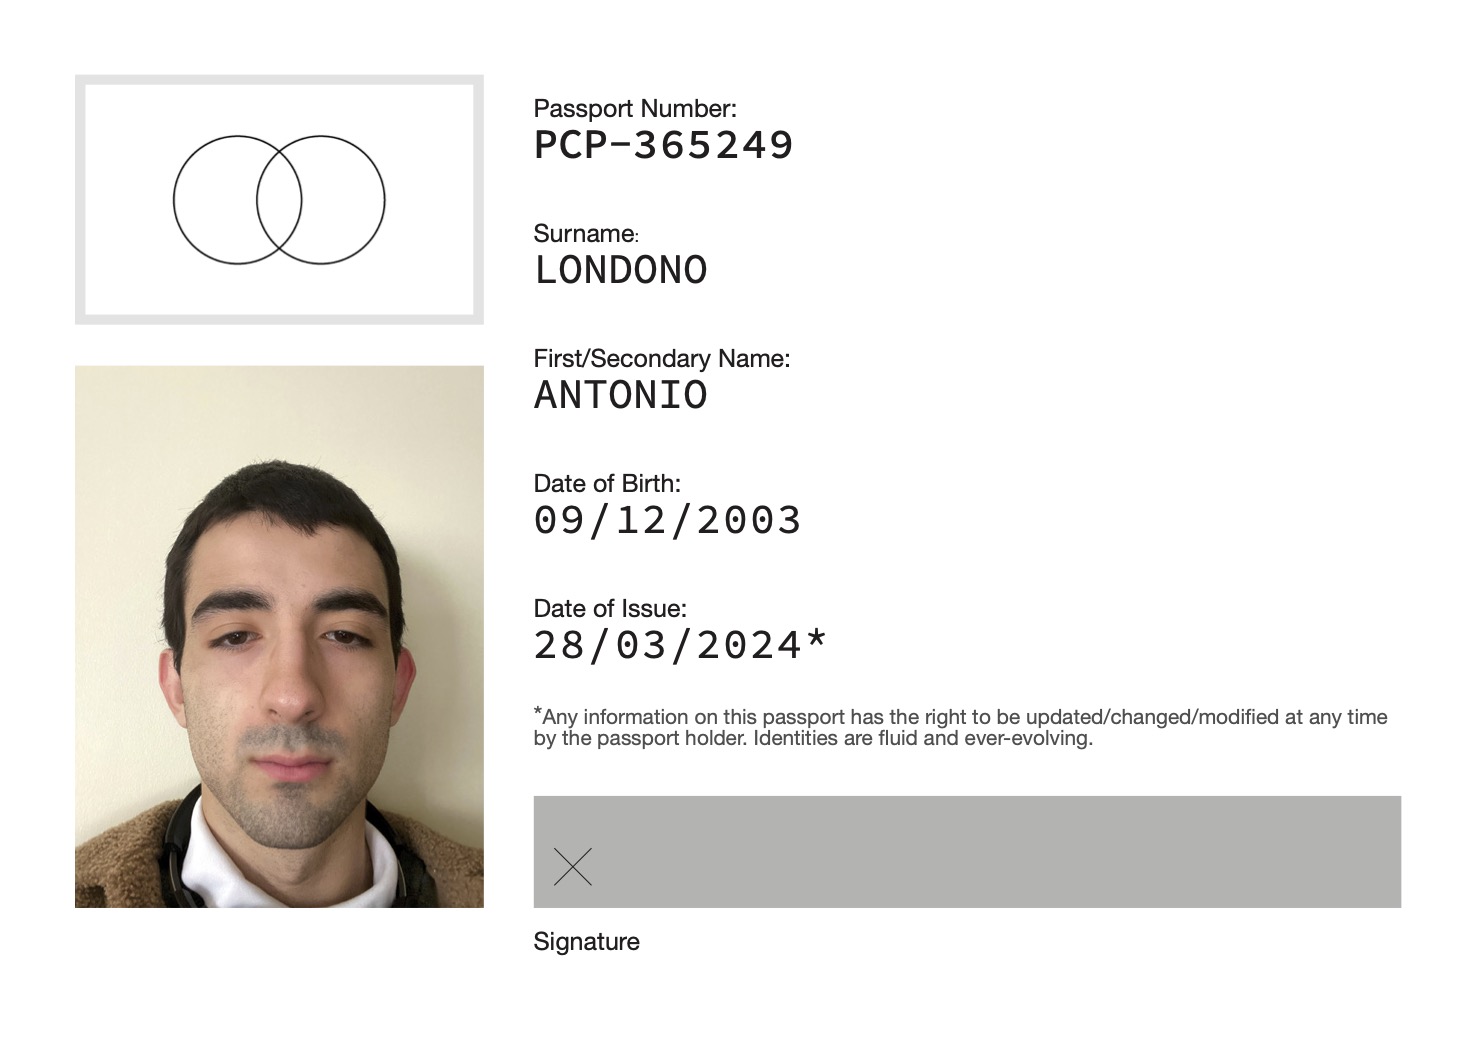 Passport Number:
PCP-365249
Surname:
LONDONO
First/Secondary Name:
ANTONIO
Date of Birth:
09/12/2003
Date of Issue:
28/03/2024*
*Any information on this passport has the right to be updated/changed/modified at any time
by the passport holder. Identities are fluid and ever-evolving.
Signature